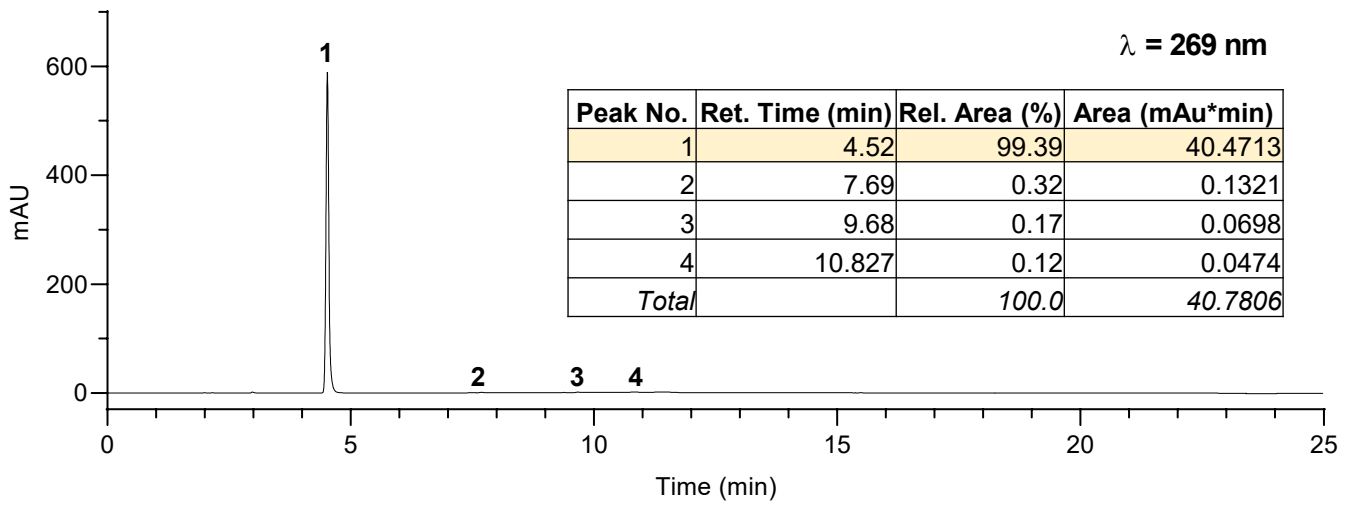 λ = 269 nm
1
600
400
200
0
mAU
Peak No. Ret. Time (min) Rel. Area (%) Area (mAu*min)
1 4.52 99.39 40.4713
2 7.69 0.32 0.1321
3 9.68 0.17 0.0698
4 10.827 0.12 0.0474
Total 100.0 40.7806
2 3 4
0 5 10 15 20 25
Time (min)